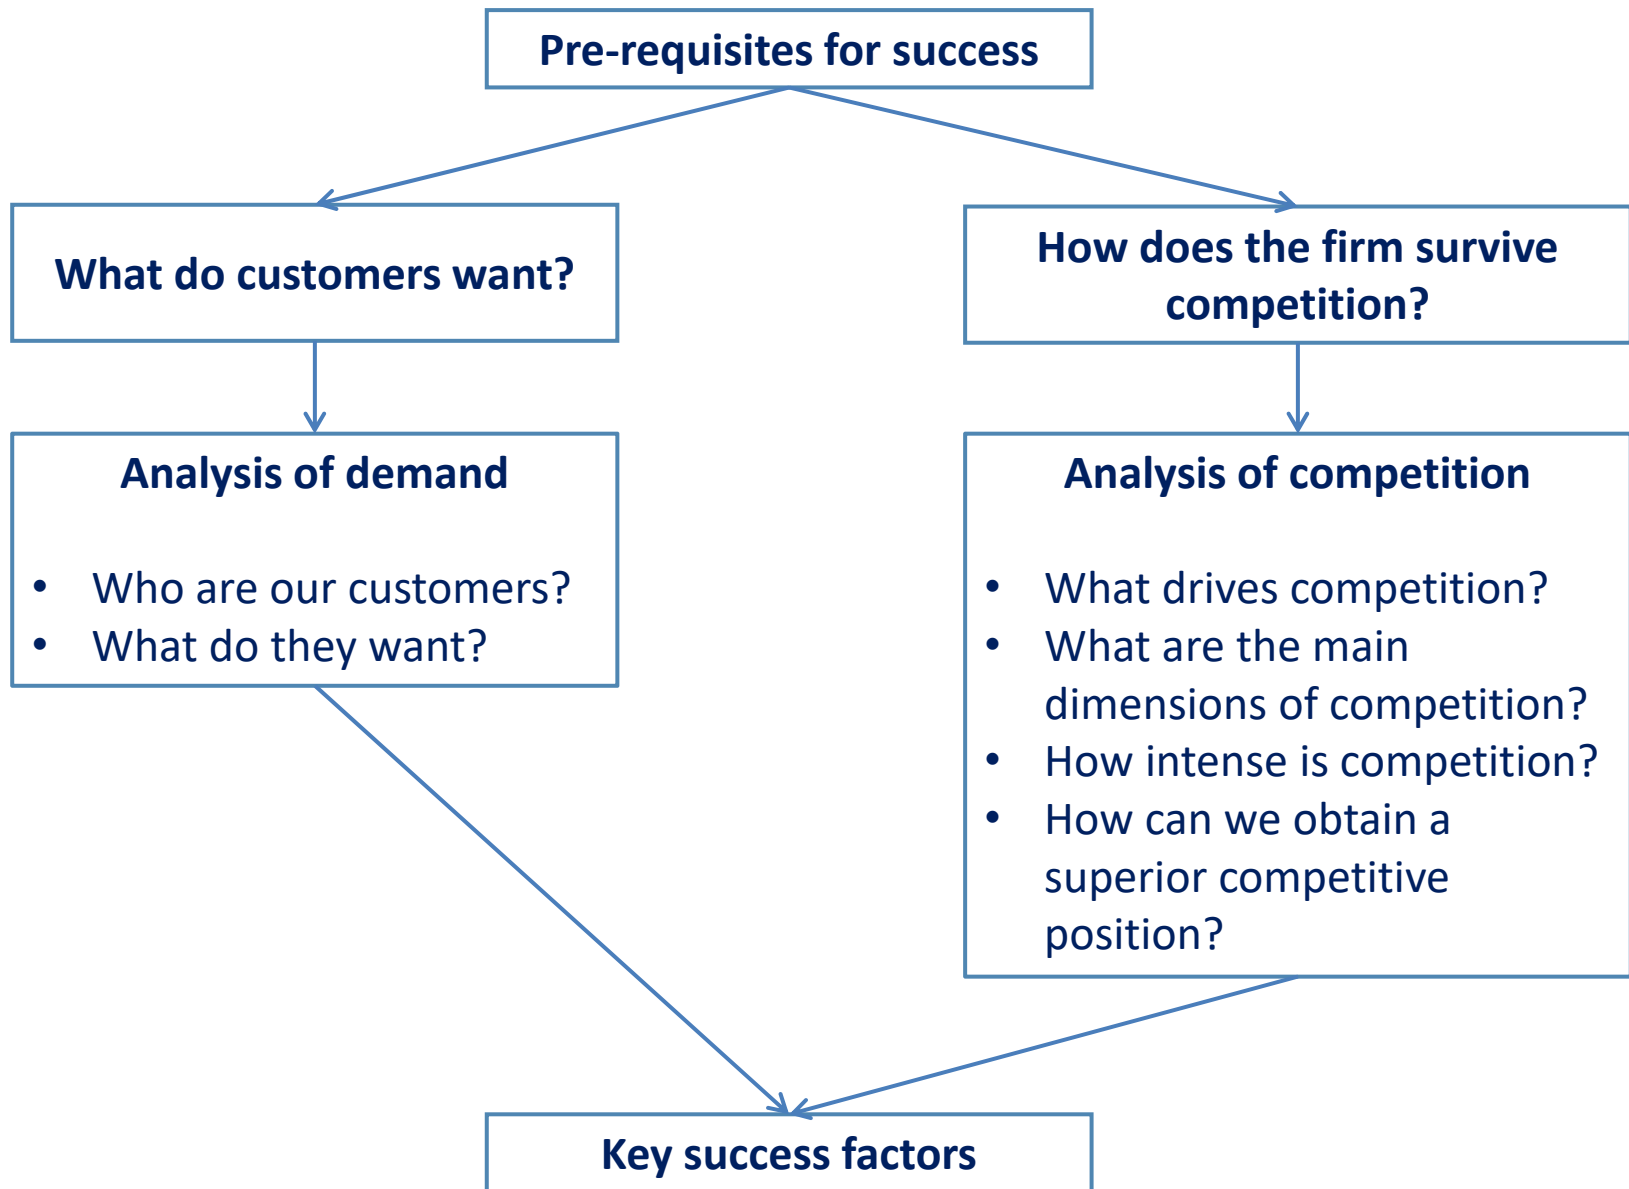 Pre-requisites for success
What do customers want?
How does the firm survive
competition?
Analysis of demand
• Who are our customers?
• What do they want?
Analysis of competition
• What drives competition?
• What are the main
dimensions of competition?
• How intense is competition?
• How can we obtain a
superior competitive
position?
Key success factors